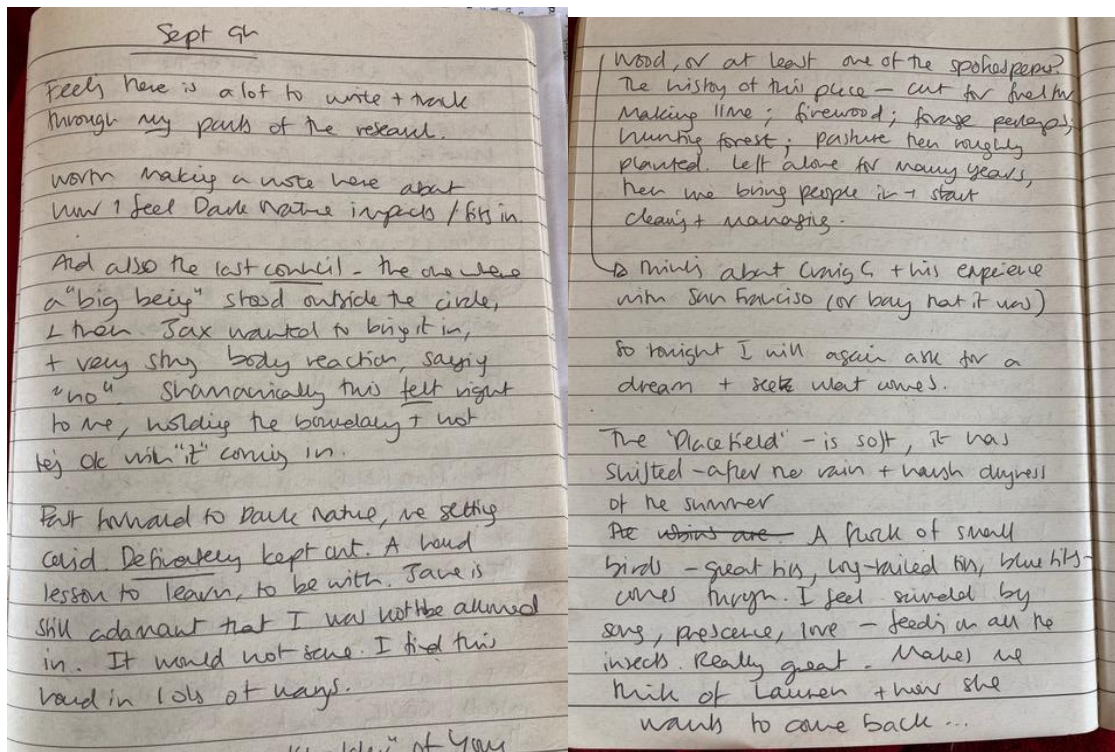 Sept 9th
Feels there is a lot to write + track
through my parts of the research.
Worth making a note here about
how I feel Dark Nature impacts / fits in.
And also the last council - the one where
a "big being" stood outside the circle,
+ then Jax wanted to bring it in,
+ very strong body reaction, saying
"no". Shamanically this felt right
to me, holding the boundary + not
being ok with "it" coming in.
Fast forward to Dark Nature, the setting
Definately kept out. A hard
lesson to learn, to be with. Jane is
still adamant that I was not to be allowed
in. It would not serve. I find this
hard in lots of ways.
of you
Wood, or at least one of the spokespeople?
The history of this place - cut for fuel for
making lime; firewood; forage perhaps;
hunting forest; pasture then roughly
planted. Left alone for many years,
then we bring people in + start
clearing + managing.
Thinking about Craig C + his experience
with San Francisco (or bay that it was)
So tonight I will again ask for a
dream + see what comes.
The 'Placefield' - is soft, it has
shifted - after the rain + harsh dryness
of the summer
The robins are A flock of small
birds - great tits, long-tailed tits, blue tits -
comes through. I feel surrounded by
song, prescence, love - feeding on all the
insects. Really great. Makes me
think of Lauren + how she
wants to come back ...